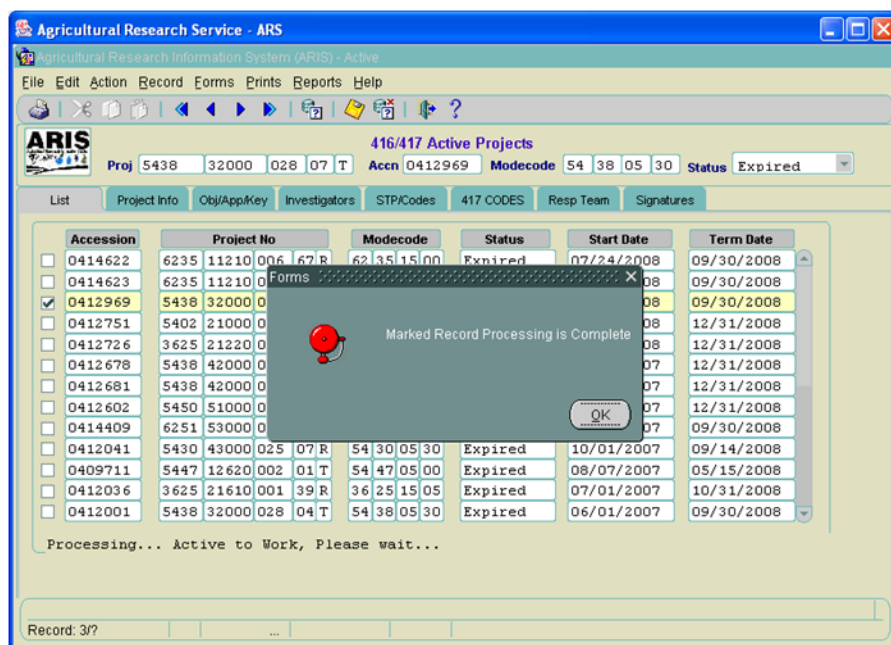 Agricultural Research Service - ARS
Agricultural Research Information System (ARIS) - Active
File Edit Action Record Forms Prints Reports Help
ARIS
416/417 Active Projects
Proj 5438 32000 028 07 T Accn 0412969 Modecode 54 38 05 30 Status Expired
List Project Info Obj/App/Key Investigators STP/Codes 417 CODES Resp Team Signatures
Accession Project No Modecode Status Start Date Term Date
0414622 6235 11210 006 67 R 62 35 15 00 Expired 07/24/2008 09/30/2008
0414623 6235 11210 0 08 09/30/2008
0412969 5438 32000 0 08 09/30/2008
0412751 5402 21000 0 08 12/31/2008
0412726 3625 21220 0 08 12/31/2008
0412678 5438 42000 0 07 12/31/2008
0412681 5438 42000 0 07 12/31/2008
0412602 5450 51000 0 07 12/31/2008
0414409 6251 53000 0 07 09/30/2008
0412041 5430 43000 025 07 R 54 30 05 30 Expired 10/01/2007 09/14/2008
0409711 5447 12620 002 01 T 54 47 05 00 Expired 08/07/2007 05/15/2008
0412036 3625 21610 001 39 R 36 25 15 05 Expired 07/01/2007 10/31/2008
0412001 5438 32000 028 04 T 54 38 05 30 Expired 06/01/2007 09/30/2008
Forms
Marked Record Processing is Complete
OK
Processing... Active to Work, Please wait...
Record: 3/? ...